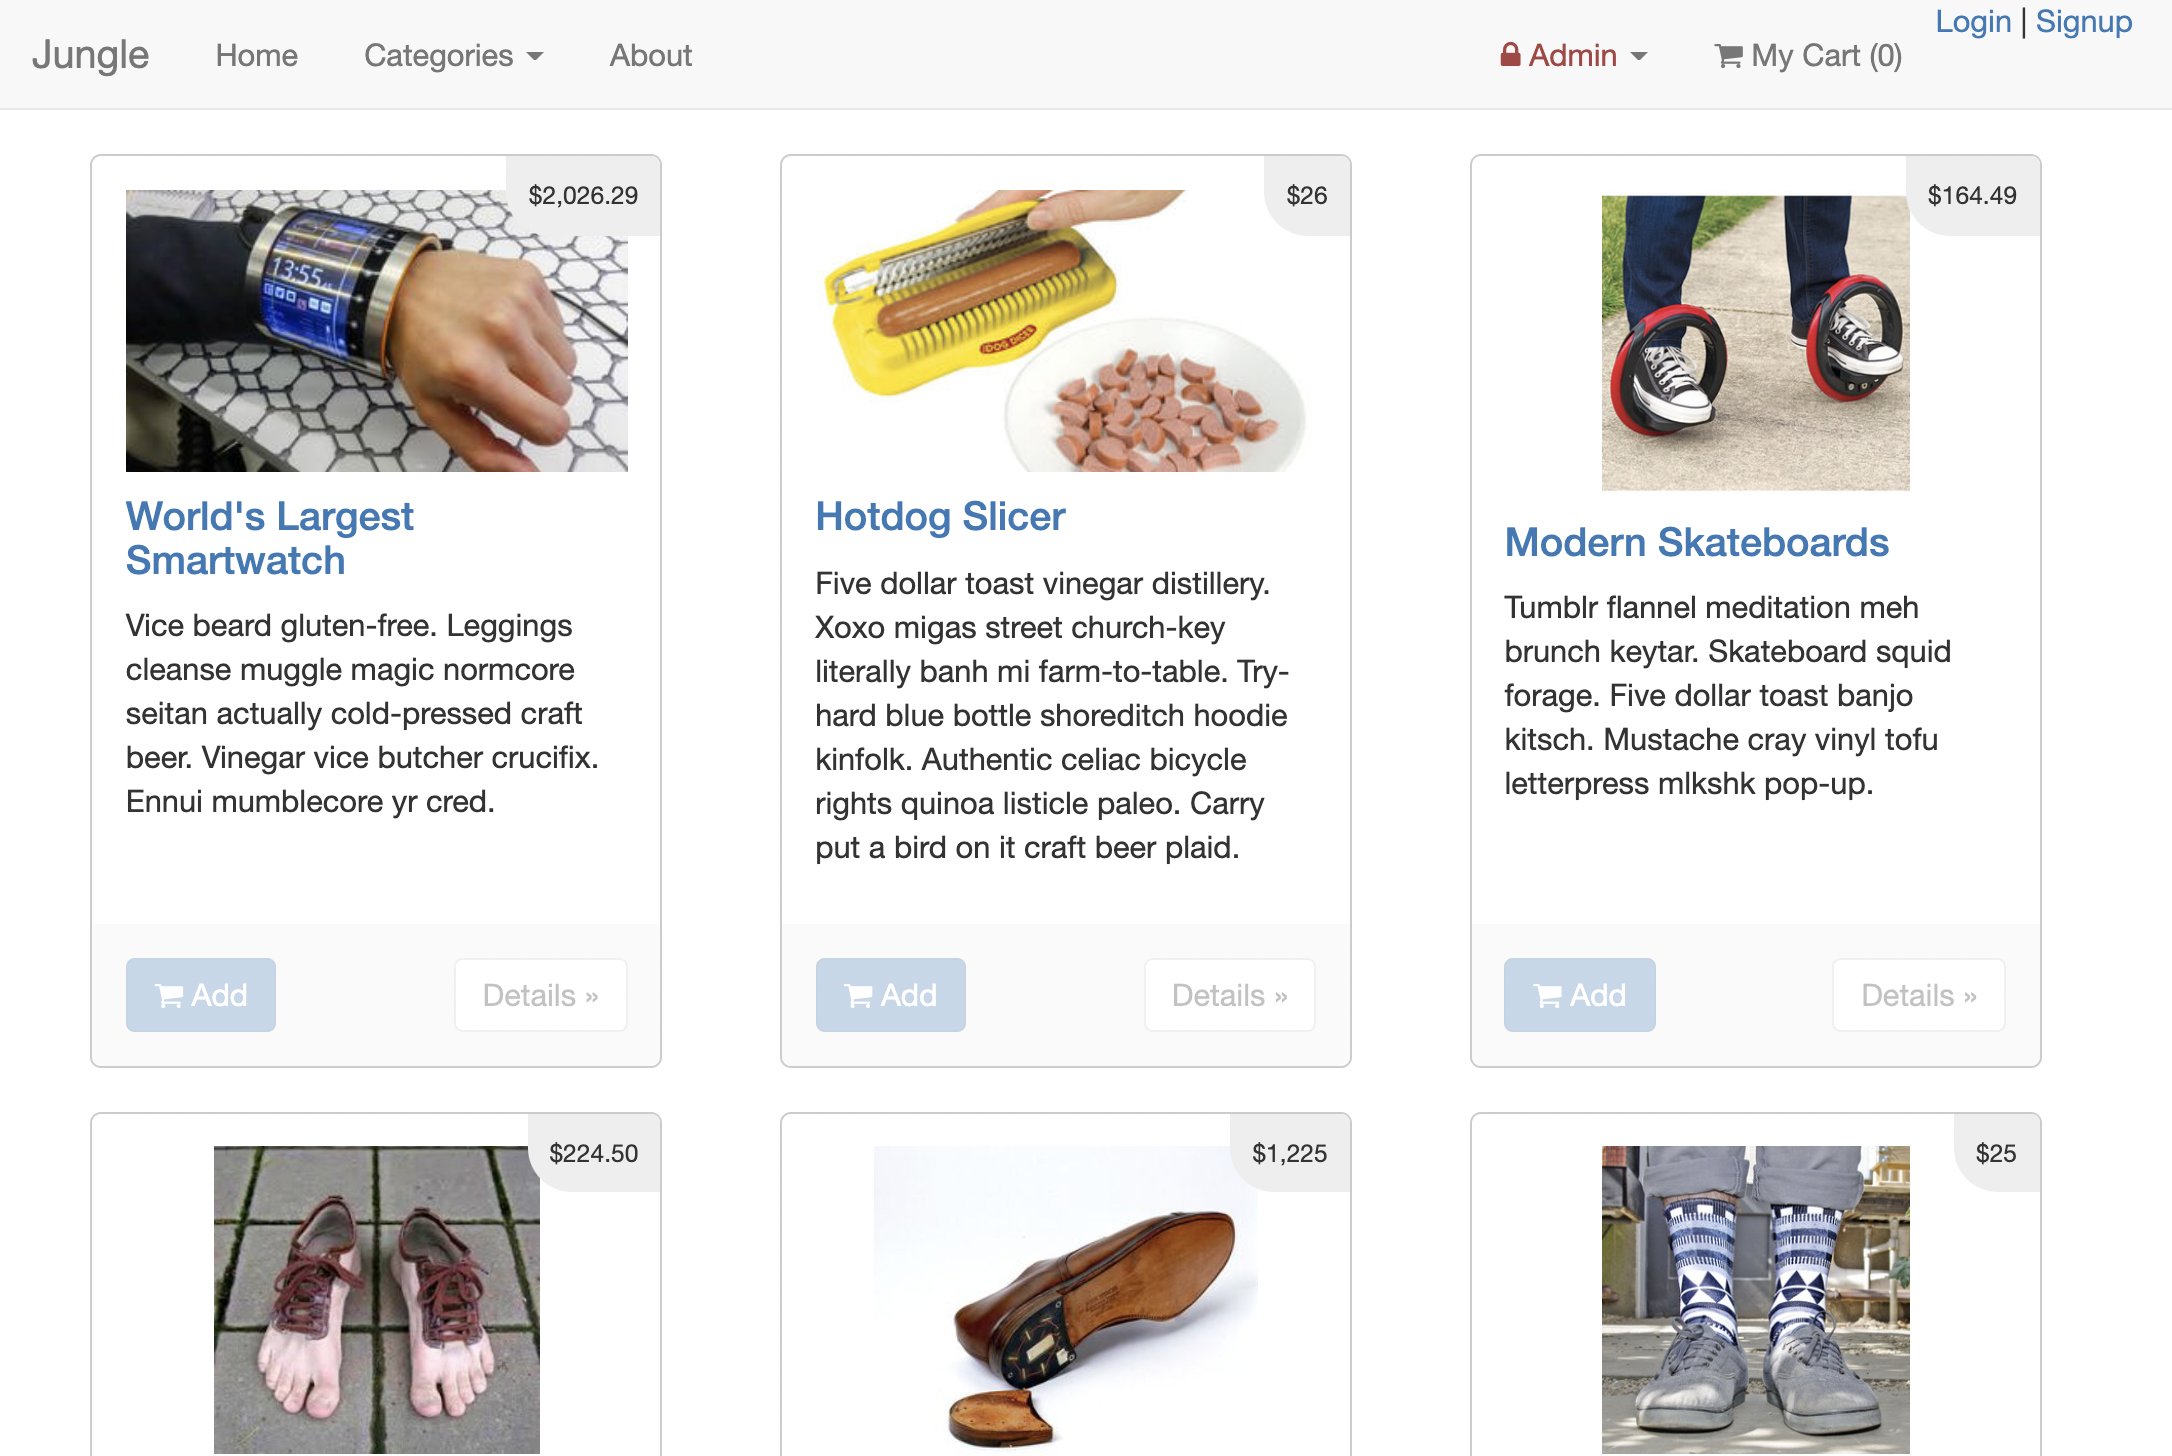 Login | Signup
Jungle Home Categories About Admin My Cart (0)
$2,026.29
13:55
World's Largest
Smartwatch
Vice beard gluten-free. Leggings
cleanse muggle magic normcore
seitan actually cold-pressed craft
beer. Vinegar vice butcher crucifix.
Ennui mumblecore yr cred.
Add Details »
$26
DOG DICER
Hotdog Slicer
Five dollar toast vinegar distillery.
Xoxo migas street church-key
literally banh mi farm-to-table. Try-
hard blue bottle shoreditch hoodie
kinfolk. Authentic celiac bicycle
rights quinoa listicle paleo. Carry
put a bird on it craft beer plaid.
Add Details »
$164.49
Modern Skateboards
Tumblr flannel meditation meh
brunch keytar. Skateboard squid
forage. Five dollar toast banjo
kitsch. Mustache cray vinyl tofu
letterpress mlkshk pop-up.
Add Details »
$224.50
$1,225
$25